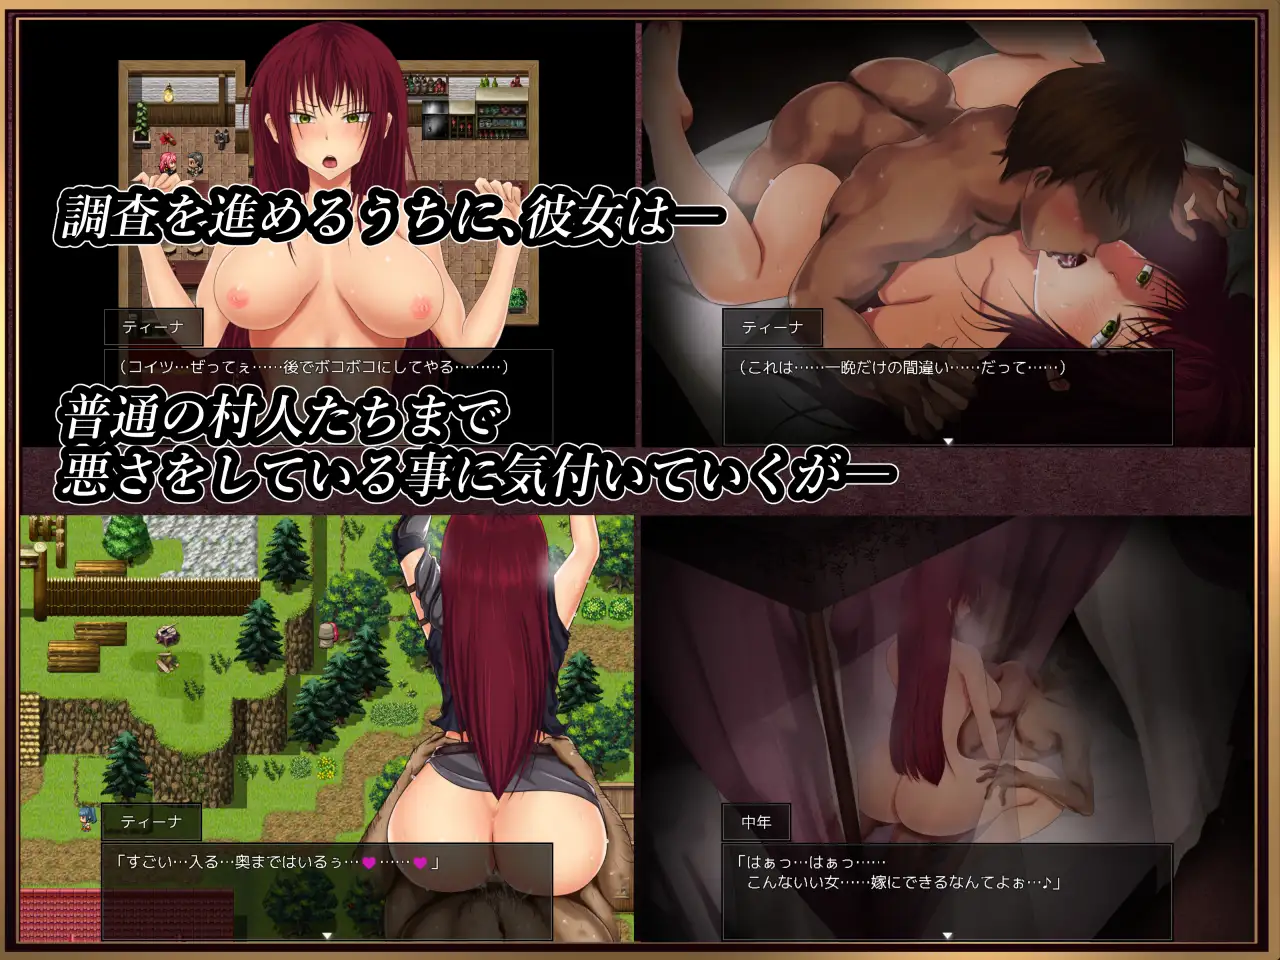 調査を進めるうちに、彼女は―
ティーナ
（コイツ…ぜってぇ……後でボコボコにしてやる………）
ティーナ
（これは……一晩だけの間違い……だって……）
普通の村人たちまで
悪さをしている事に気付いていくが―
ティーナ
「すごい…入る…奥まではいるぅ…♥……♥」
中年
「はぁっ…はぁっ……
こんないい女……嫁にできるなんてよぉ…♪」